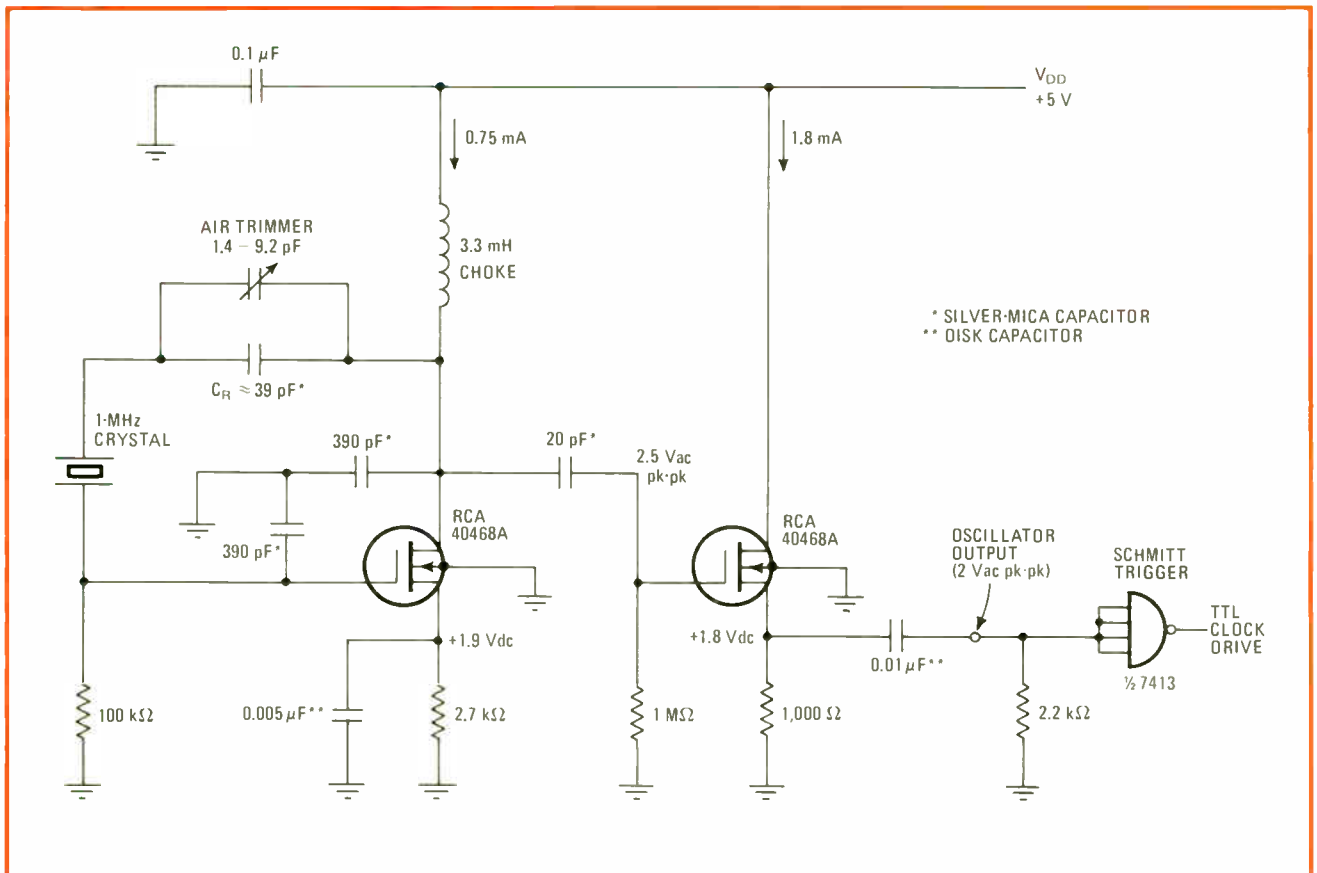 0.1 µF
V_DD
+5 V
0.75 mA
1.8 mA
AIR TRIMMER
1.4 – 9.2 pF
3.3 mH
CHOKE
* SILVER-MICA CAPACITOR
** DISK CAPACITOR
C_R ≈ 39 pF*
1-MHz
CRYSTAL
390 pF*
20 pF*
2.5 Vac
pk-pk
RCA
40468A
RCA
40468A
390 pF*
OSCILLATOR
OUTPUT
(2 Vac pk-pk)
SCHMITT
TRIGGER
TTL
CLOCK
DRIVE
+1.9 Vdc
+1.8 Vdc
0.01 µF**
½ 7413
100 kΩ
0.005 µF**
2.7 kΩ
1 MΩ
1,000 Ω
2.2 kΩ